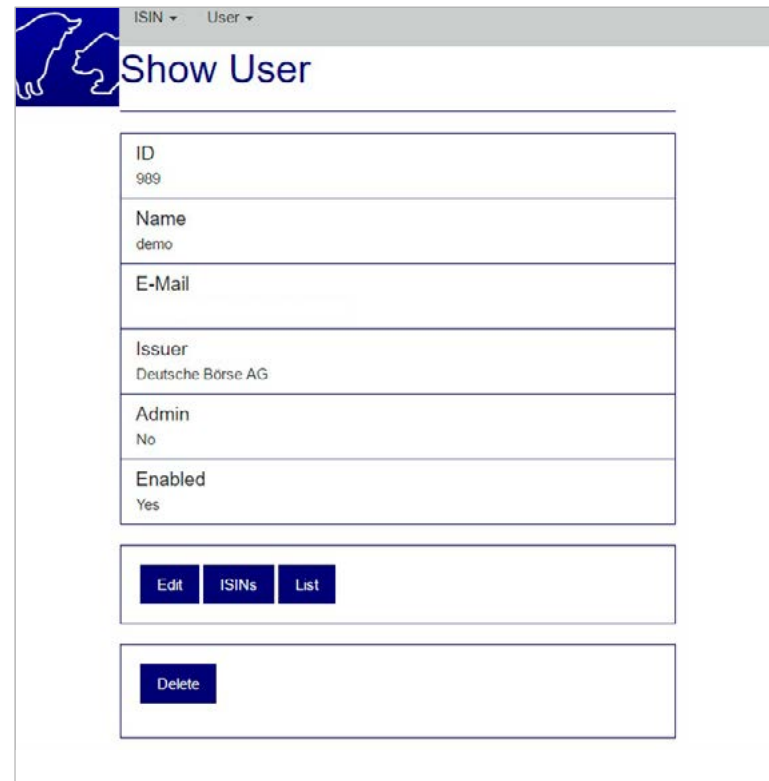 ISIN User
Show User
ID
989
Name
demo
E-Mail
Issuer
Deutsche Börse AG
Admin
No
Enabled
Yes
Edit ISINs List
Delete